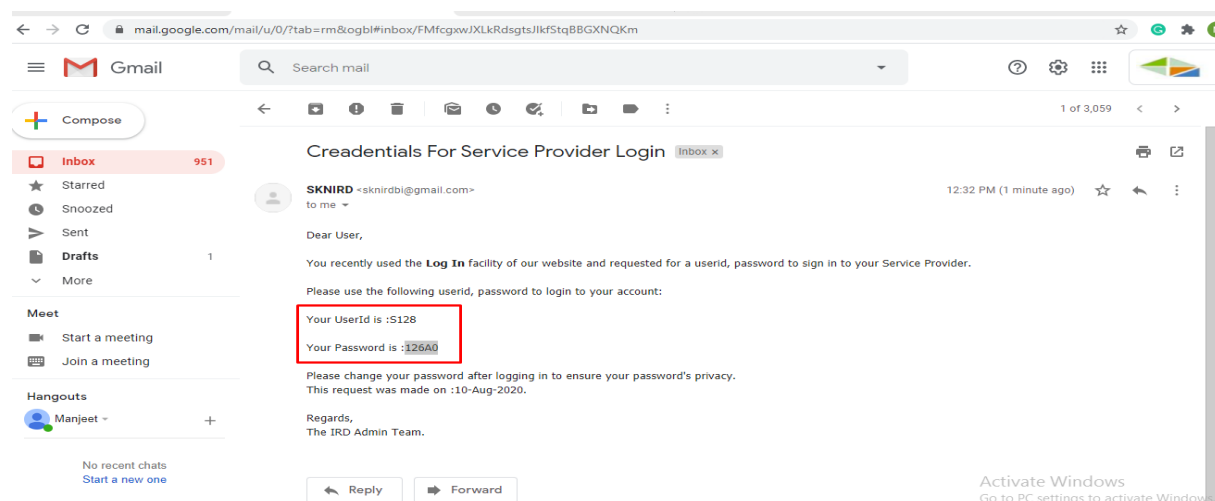 mail.google.com/mail/u/0/?tab=rm&ogbl#inbox/FMfcgxwJXLkRdsgtsJlkfStqBBGXNQKm
Gmail
Search mail
Compose
1 of 3,059
Inbox 951
Starred
Snoozed
Sent
Drafts 1
More
Meet
Start a meeting
Join a meeting
Hangouts
Manjeet
No recent chats
Start a new one
Creadentials For Service Provider Login Inbox x
SKNIRD <sknirdbi@gmail.com> 12:32 PM (1 minute ago)
to me
Dear User,
You recently used the Log In facility of our website and requested for a userid, password to sign in to your Service Provider.
Please use the following userid, password to login to your account:
Your UserId is :S128
Your Password is :126A0
Please change your password after logging in to ensure your password's privacy.
This request was made on :10-Aug-2020.
Regards,
The IRD Admin Team.
Reply Forward
Activate Windows
Go to PC settings to activate Windows